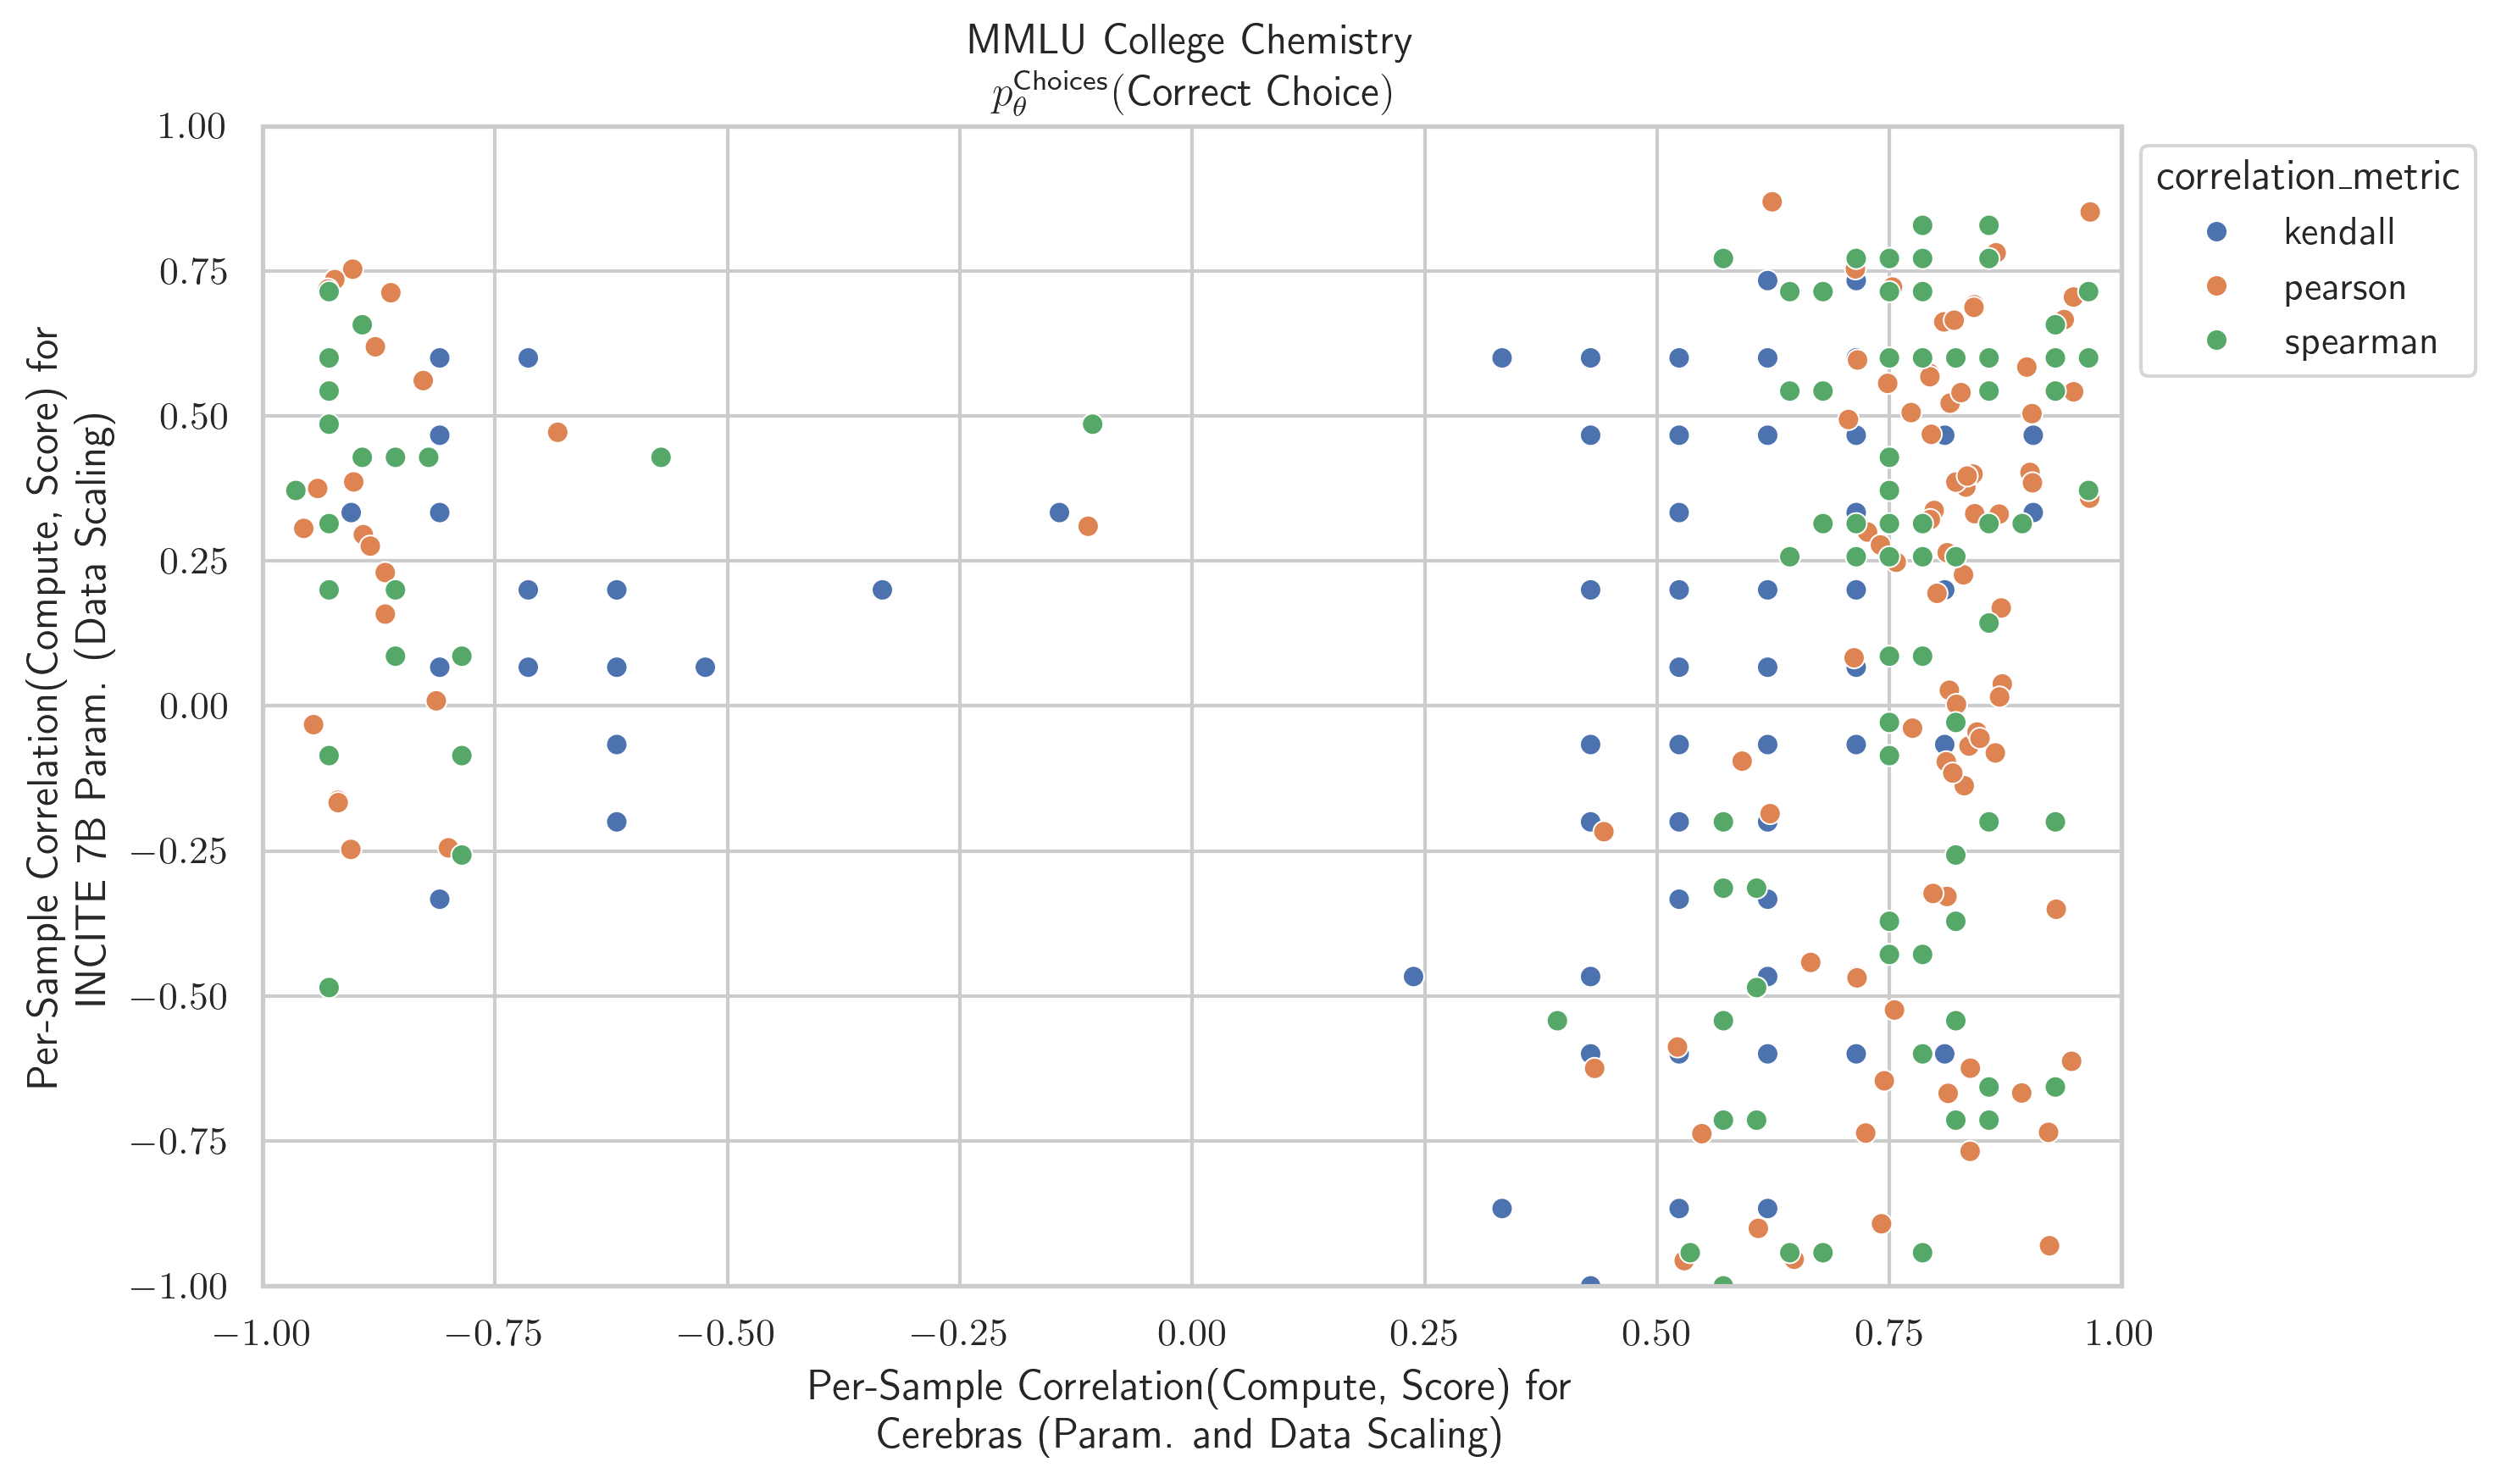 MMLU College Chemistry
p_θ^Choices(Correct Choice)
1.00
0.75
0.50
0.25
0.00
−0.25
−0.50
−0.75
−1.00
Per-Sample Correlation(Compute, Score) for
INCITE 7B Param. (Data Scaling)
correlation_metric
kendall
pearson
spearman
−1.00 −0.75 −0.50 −0.25 0.00 0.25 0.50 0.75 1.00
Per-Sample Correlation(Compute, Score) for
Cerebras (Param. and Data Scaling)